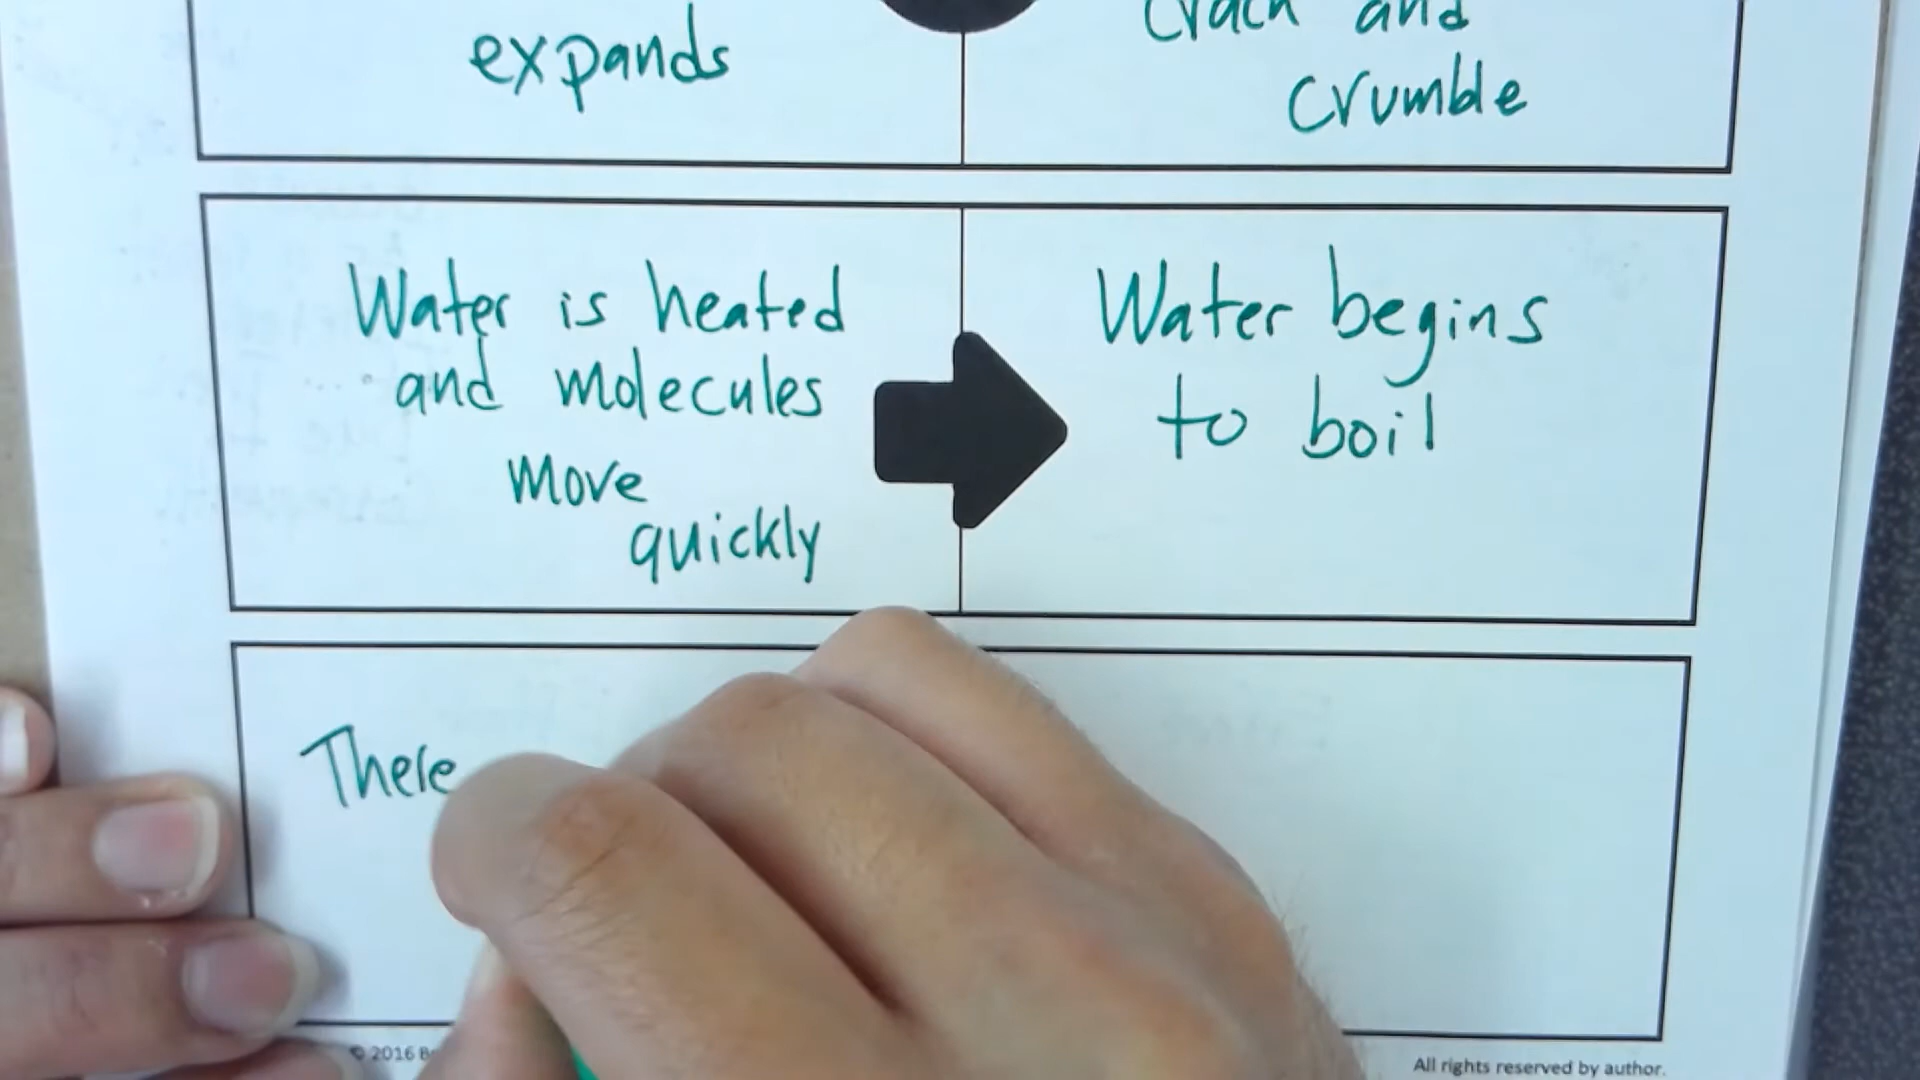 expands
crack and
crumble
Water is heated
and molecules
move
quickly
Water begins
to boil
There
© 2016
All rights reserved by author.